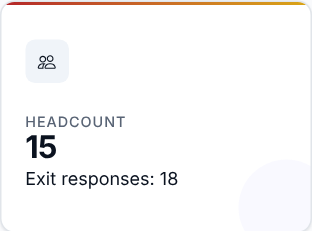 HEADCOUNT
15
Exit responses: 18